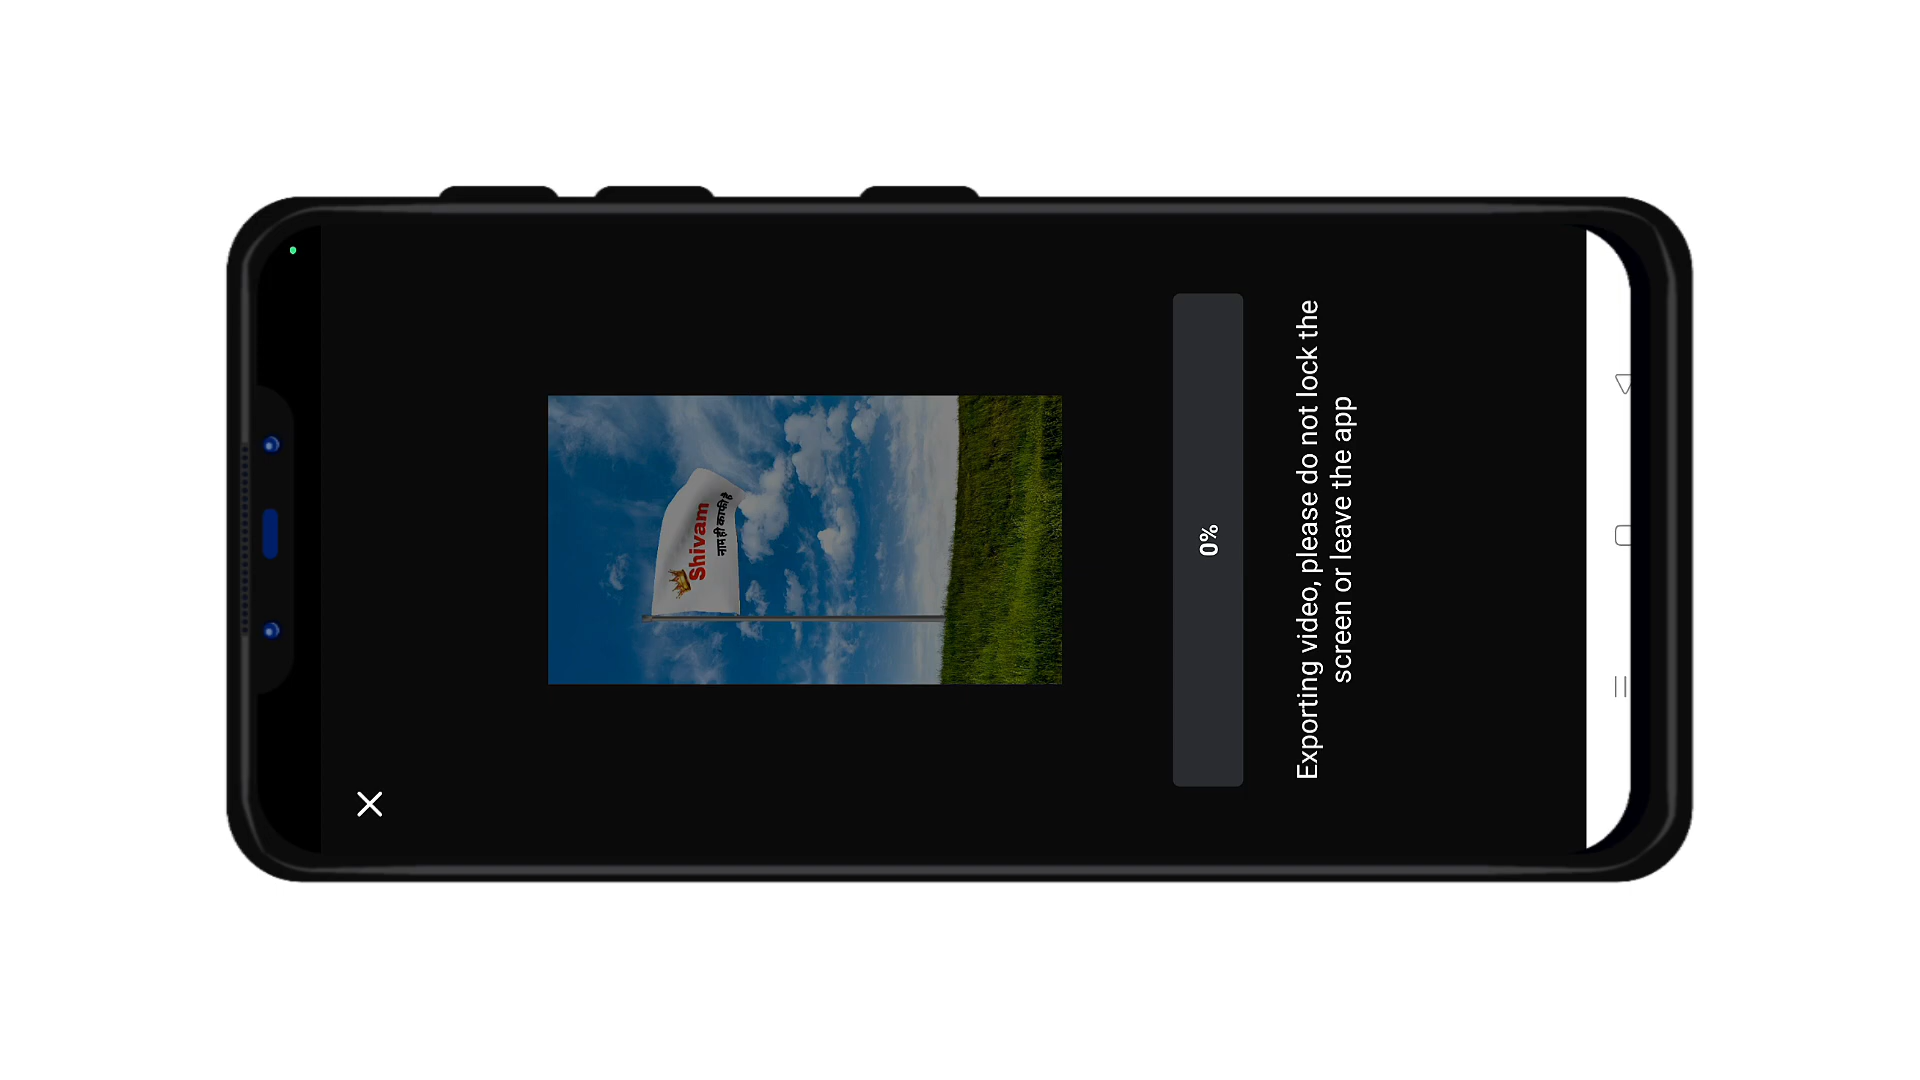 Shivam
नाम ही काफी है
0%
Exporting video, please do not lock the
screen or leave the app